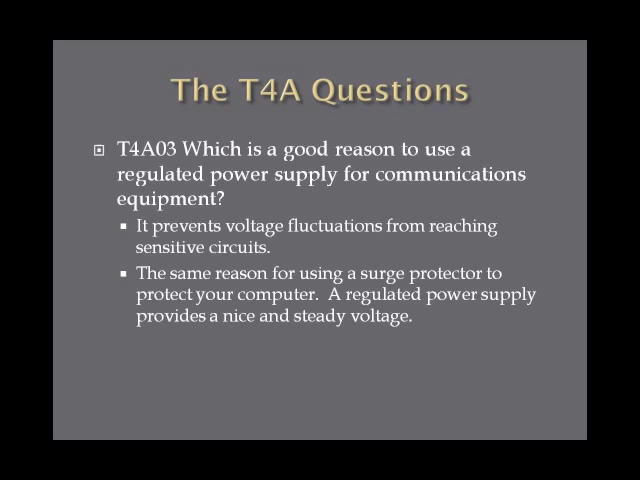 The T4A Questions
T4A03 Which is a good reason to use a
regulated power supply for communications
equipment?
It prevents voltage fluctuations from reaching
sensitive circuits.
The same reason for using a surge protector to
protect your computer.  A regulated power supply
provides a nice and steady voltage.